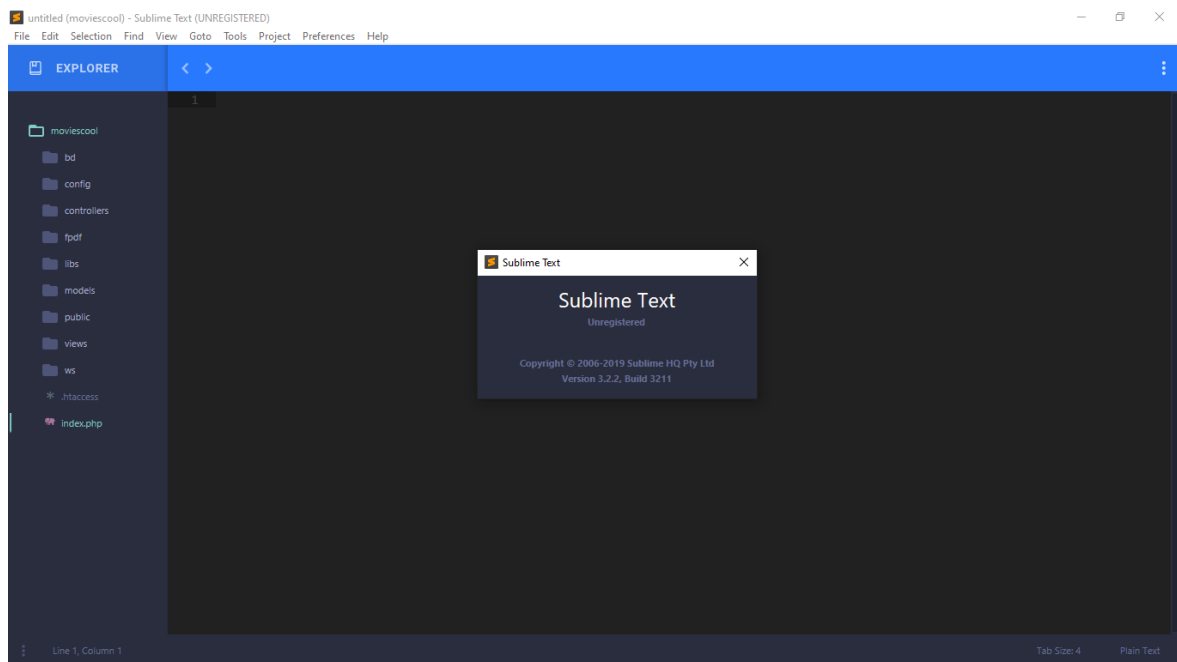 untitled (moviescool) - Sublime Text (UNREGISTERED)
File Edit Selection Find View Goto Tools Project Preferences Help
EXPLORER
1
moviescool
bd
config
controllers
fpdf
libs
models
public
views
ws
.htaccess
index.php
Sublime Text
Sublime Text
Unregistered
Copyright © 2006-2019 Sublime HQ Pty Ltd
Version 3.2.2, Build 3211
Line 1, Column 1
Tab Size: 4 Plain Text